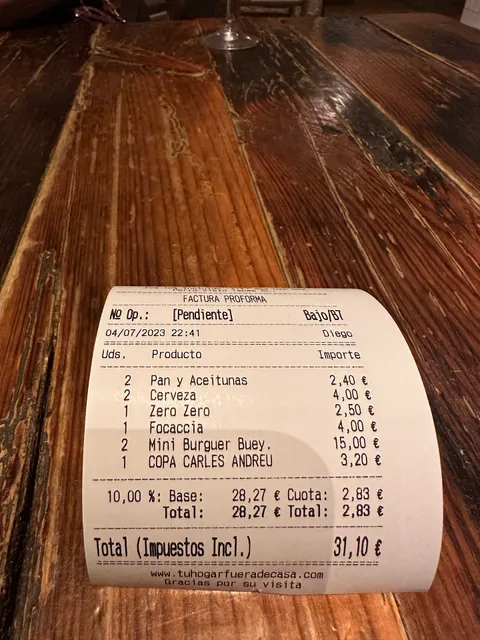 FACTURA PROFORMA
Nº Op.: [Pendiente] Bajo/B7
04/07/2023 22:41 Diego
Uds. Producto Importe
2 Pan y Aceitunas 2,40 €
2 Cerveza 4,00 €
1 Zero Zero 2,50 €
1 Focaccia 4,00 €
2 Mini Burguer Buey. 15,00 €
1 COPA CARLES ANDREU 3,20 €
10,00 %: Base: 28,27 € Cuota: 2,83 €
Total: 28,27 € Total: 2,83 €
Total (Impuestos Incl.) 31,10 €
www.tuhogarfueradecasa.com
Gracias por su visita